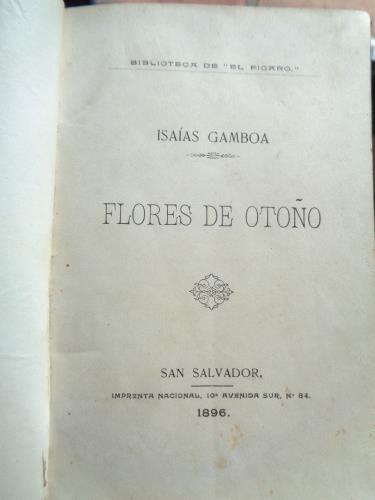 BIBLIOTECA DE "EL FIGARO."
ISAÍAS GAMBOA
FLORES DE OTOÑO
SAN SALVADOR,
IMPRENTA NACIONAL, 10ª AVENIDA SUR, Nº 84.
1896.